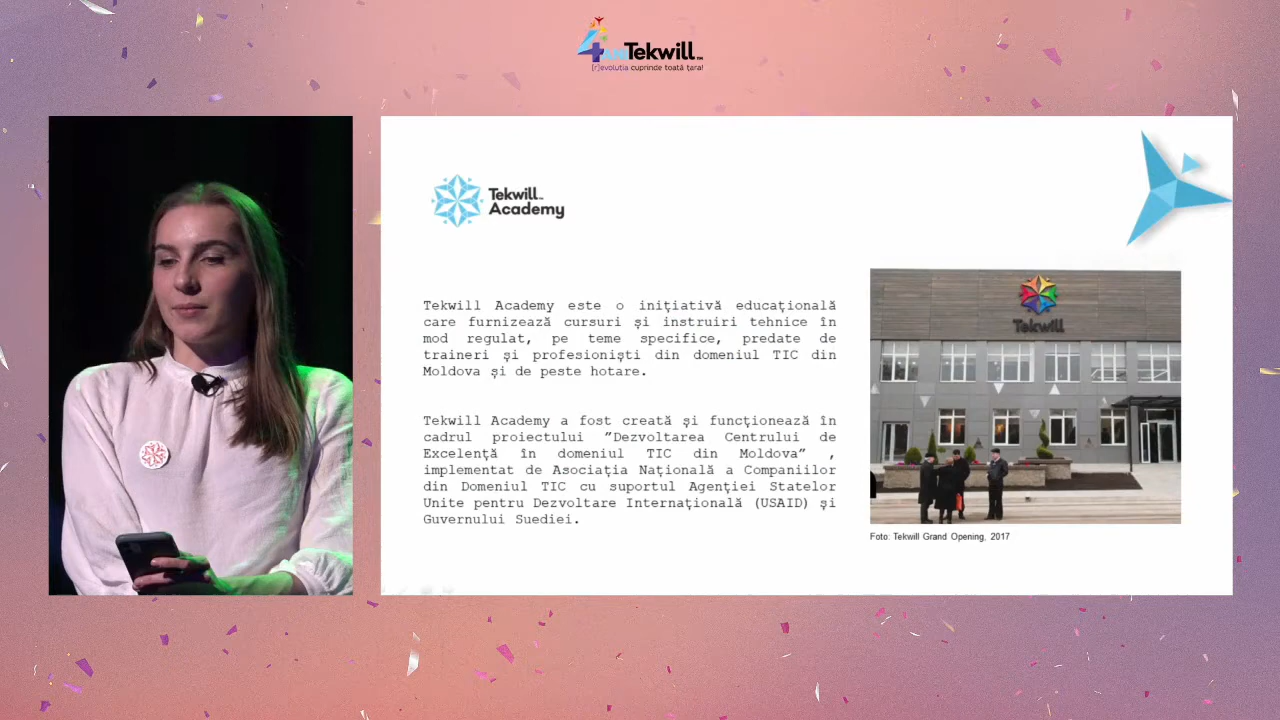 4 ani Tekwill™
[r]evoluția cuprinde toată țara!
Tekwill™
Academy
Tekwill Academy este o inițiativă educațională
care furnizează cursuri și instruiri tehnice în
mod regulat, pe teme specifice, predate de
traineri și profesioniști din domeniul TIC din
Moldova și de peste hotare.
Tekwill Academy a fost creată și funcționează în
cadrul proiectului ”Dezvoltarea Centrului de
Excelență în domeniul TIC din Moldova” ,
implementat de Asociația Națională a Companiilor
din Domeniul TIC cu suportul Agenției Statelor
Unite pentru Dezvoltare Internațională (USAID) și
Guvernului Suediei.
Tekwill
Foto: Tekwill Grand Opening, 2017